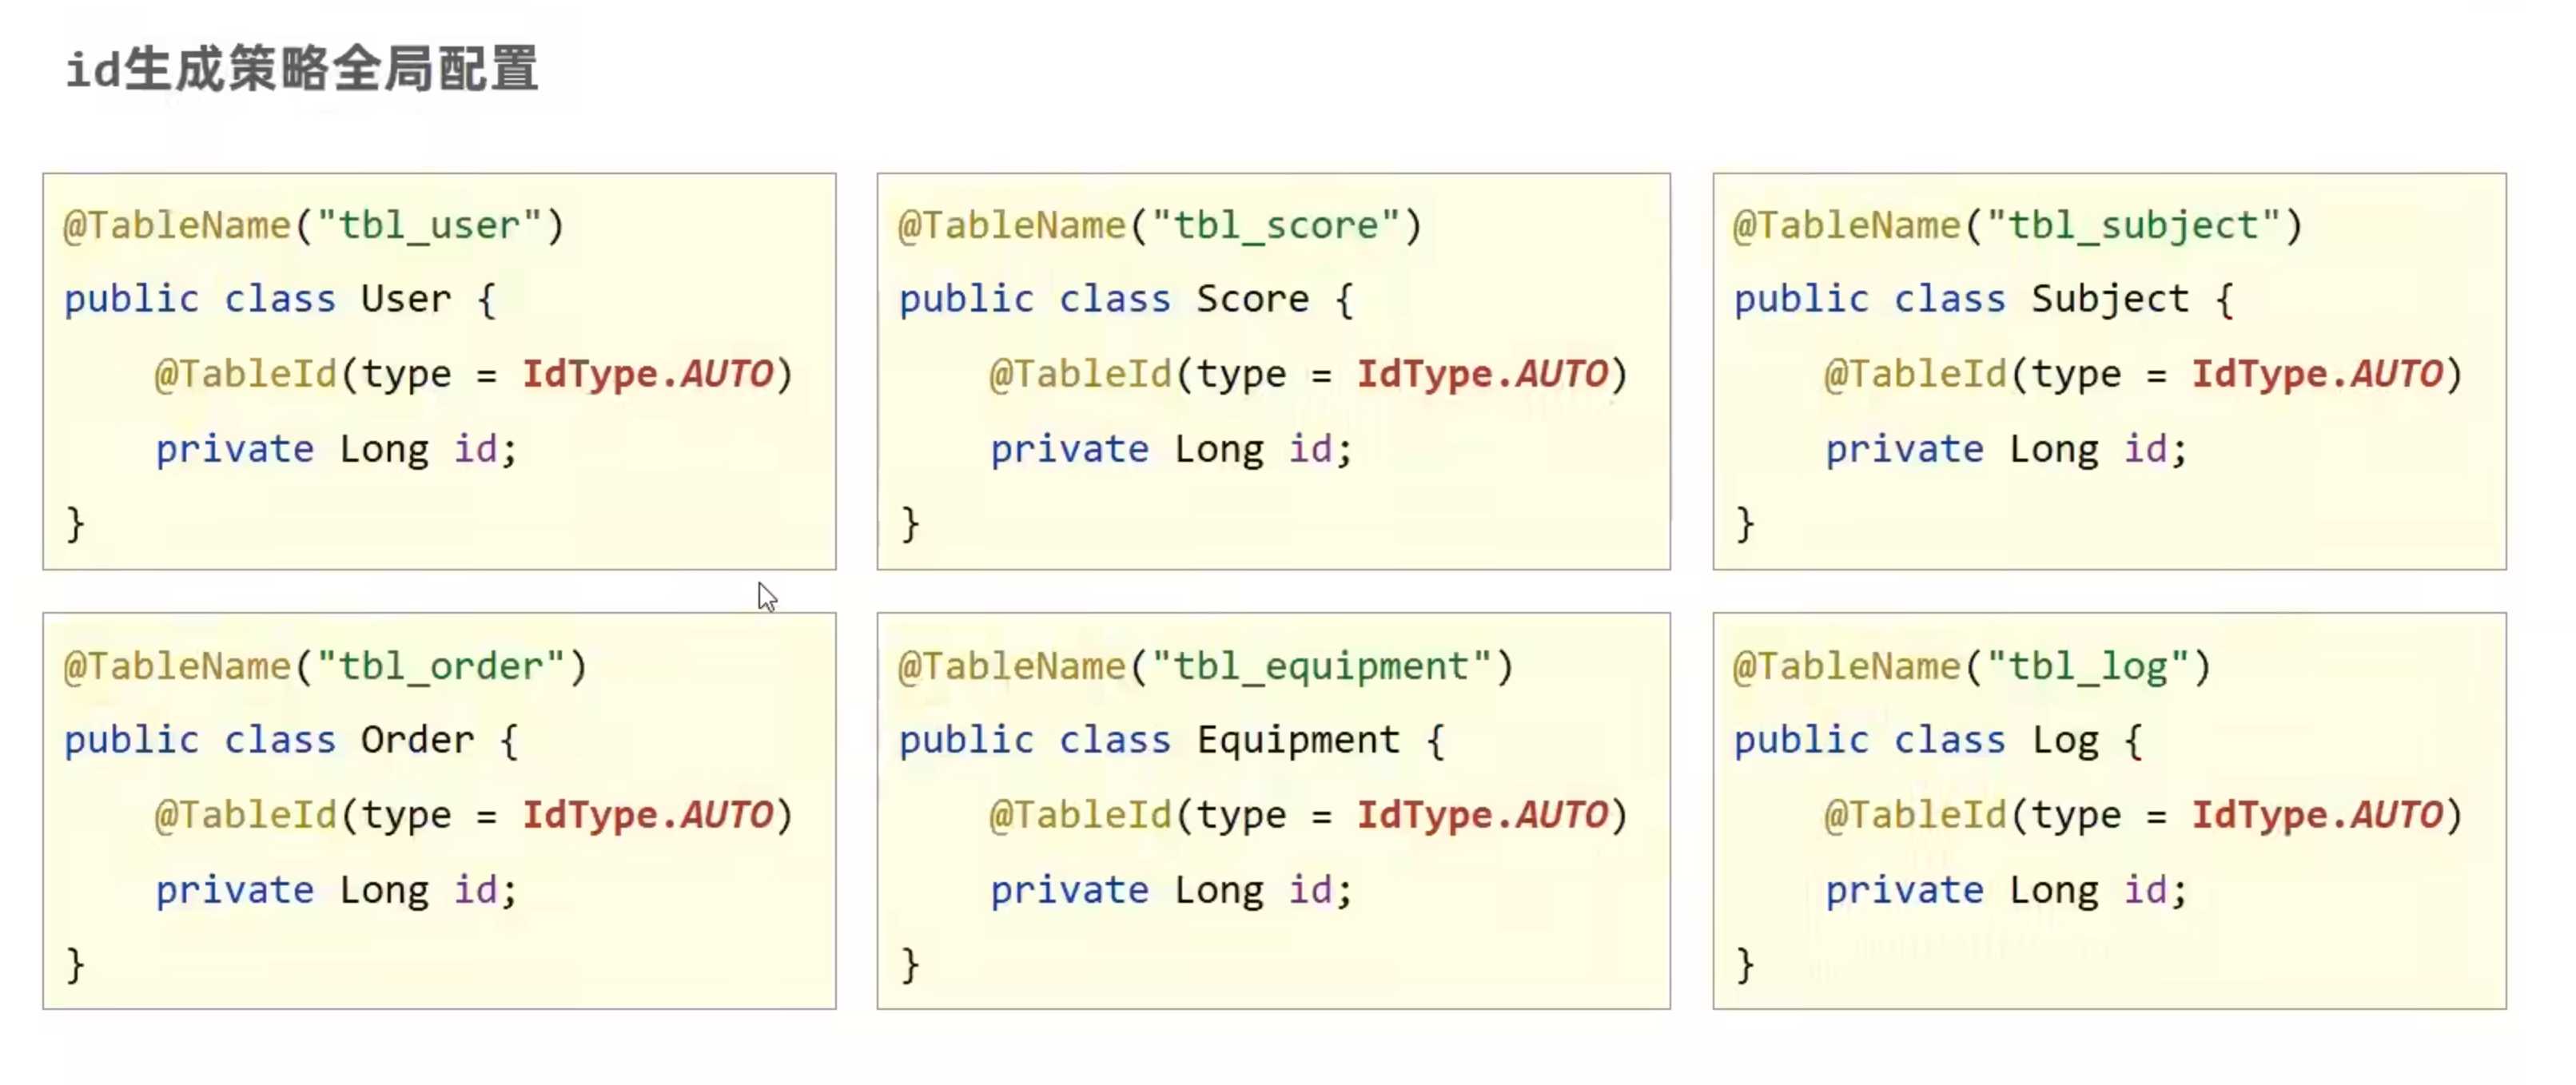 id生成策略全局配置
@TableName("tbl_user")
public class User {
    @TableId(type = IdType.AUTO)
    private Long id;
}
@TableName("tbl_score")
public class Score {
    @TableId(type = IdType.AUTO)
    private Long id;
}
@TableName("tbl_subject")
public class Subject {
    @TableId(type = IdType.AUTO)
    private Long id;
}
@TableName("tbl_order")
public class Order {
    @TableId(type = IdType.AUTO)
    private Long id;
}
@TableName("tbl_equipment")
public class Equipment {
    @TableId(type = IdType.AUTO)
    private Long id;
}
@TableName("tbl_log")
public class Log {
    @TableId(type = IdType.AUTO)
    private Long id;
}